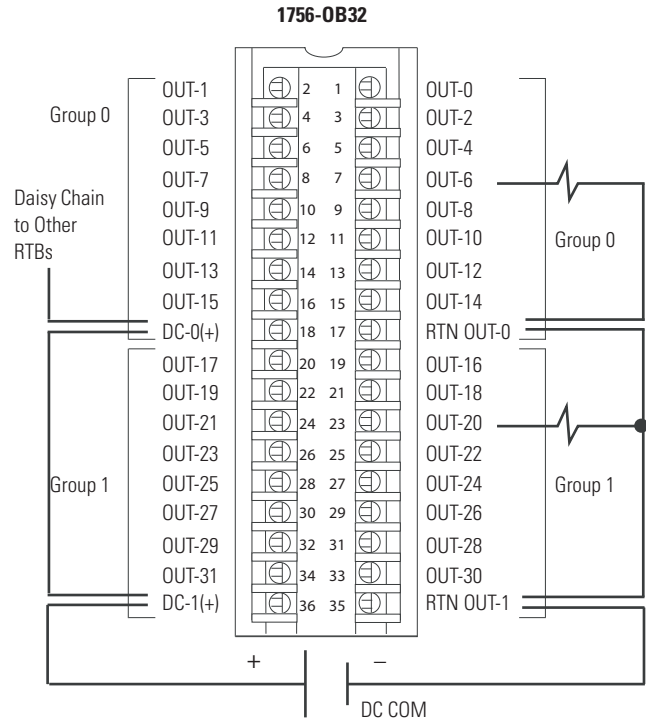 1756-OB32
Group 0
Daisy Chain
to Other
RTBs
Group 1
OUT-1 2 1 OUT-0
OUT-3 4 3 OUT-2
OUT-5 6 5 OUT-4
OUT-7 8 7 OUT-6
OUT-9 10 9 OUT-8
OUT-11 12 11 OUT-10
OUT-13 14 13 OUT-12
OUT-15 16 15 OUT-14
DC-0(+) 18 17 RTN OUT-0
OUT-17 20 19 OUT-16
OUT-19 22 21 OUT-18
OUT-21 24 23 OUT-20
OUT-23 26 25 OUT-22
OUT-25 28 27 OUT-24
OUT-27 30 29 OUT-26
OUT-29 32 31 OUT-28
OUT-31 34 33 OUT-30
DC-1(+) 36 35 RTN OUT-1
Group 0
Group 1
+ –
DC COM